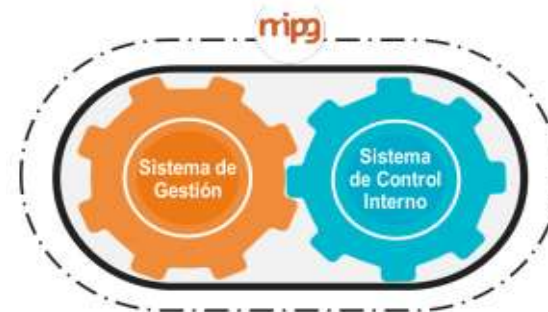 mipg
Sistema de
Gestión
Sistema
de Control
Interno